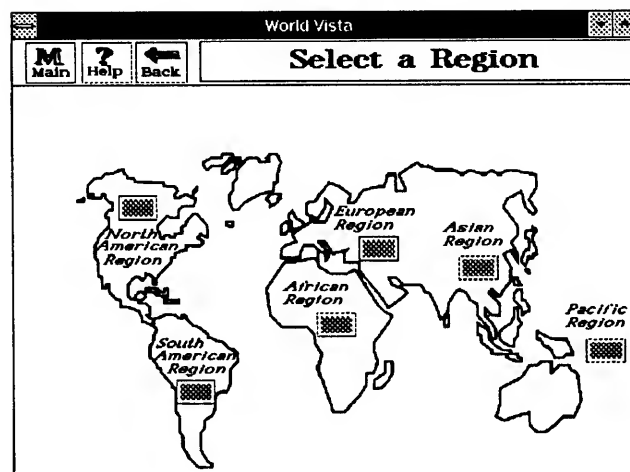 World Vista
M
Main
?
Help
Back
Select a Region
North
American
Region
European
Region
Asian
Region
African
Region
Pacific
Region
South
American
Region